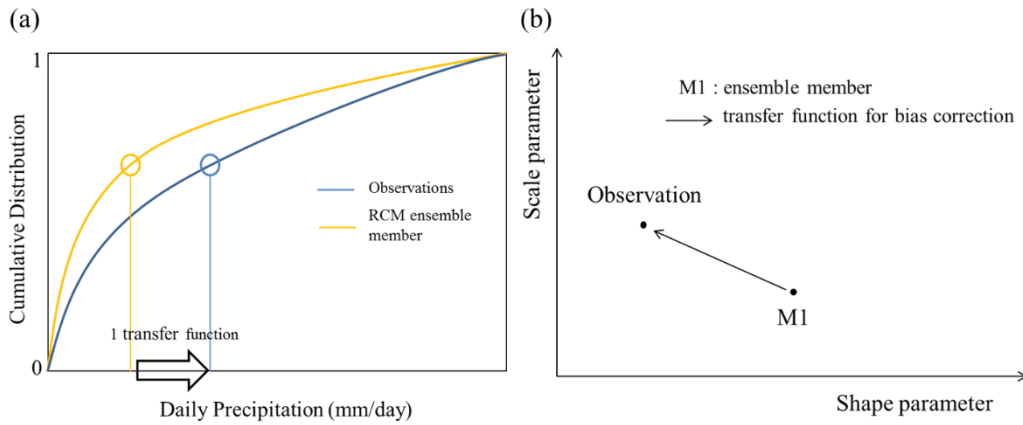 (a)
1
Cumulative Distribution
Observations
RCM ensemble
member
1 transfer function
0
Daily Precipitation (mm/day)
(b)
M1 : ensemble member
transfer function for bias correction
Scale parameter
Observation
M1
Shape parameter